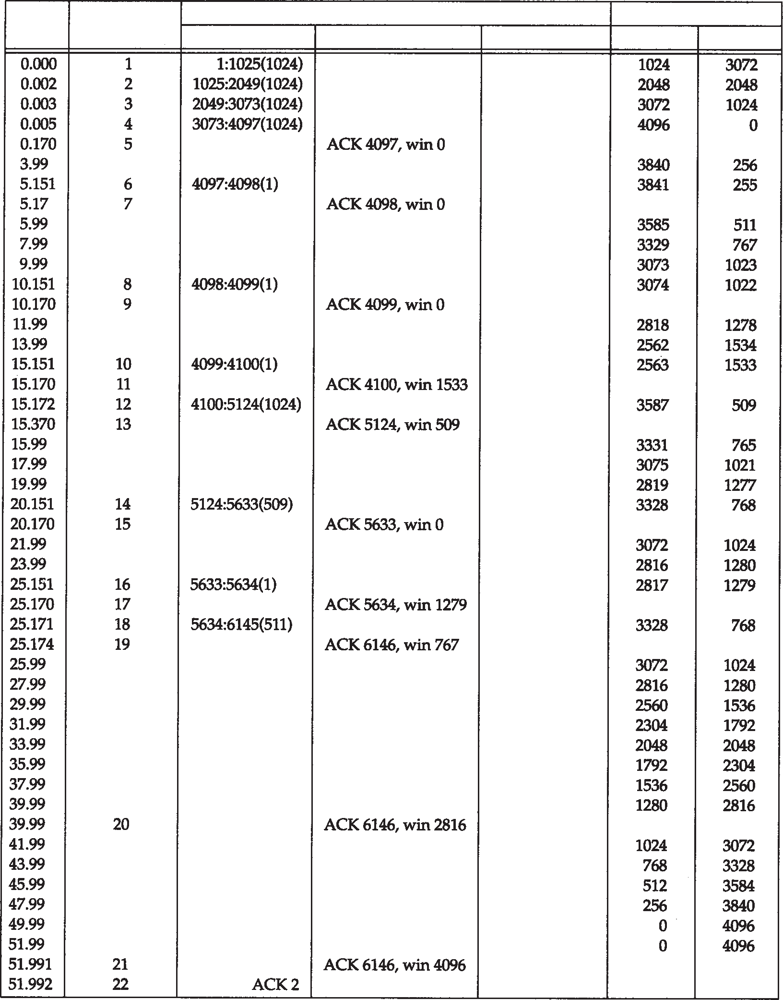 0.000 1 1:1025(1024) 1024 3072
0.002 2 1025:2049(1024) 2048 2048
0.003 3 2049:3073(1024) 3072 1024
0.005 4 3073:4097(1024) 4096 0
0.170 5 ACK 4097, win 0
3.99 3840 256
5.151 6 4097:4098(1) 3841 255
5.17 7 ACK 4098, win 0
5.99 3585 511
7.99 3329 767
9.99 3073 1023
10.151 8 4098:4099(1) 3074 1022
10.170 9 ACK 4099, win 0
11.99 2818 1278
13.99 2562 1534
15.151 10 4099:4100(1) 2563 1533
15.170 11 ACK 4100, win 1533
15.172 12 4100:5124(1024) 3587 509
15.370 13 ACK 5124, win 509
15.99 3331 765
17.99 3075 1021
19.99 2819 1277
20.151 14 5124:5633(509) 3328 768
20.170 15 ACK 5633, win 0
21.99 3072 1024
23.99 2816 1280
25.151 16 5633:5634(1) 2817 1279
25.170 17 ACK 5634, win 1279
25.171 18 5634:6145(511) 3328 768
25.174 19 ACK 6146, win 767
25.99 3072 1024
27.99 2816 1280
29.99 2560 1536
31.99 2304 1792
33.99 2048 2048
35.99 1792 2304
37.99 1536 2560
39.99 1280 2816
39.99 20 ACK 6146, win 2816
41.99 1024 3072
43.99 768 3328
45.99 512 3584
47.99 256 3840
49.99 0 4096
51.99 0 4096
51.991 21 ACK 6146, win 4096
51.992 22 ACK 2